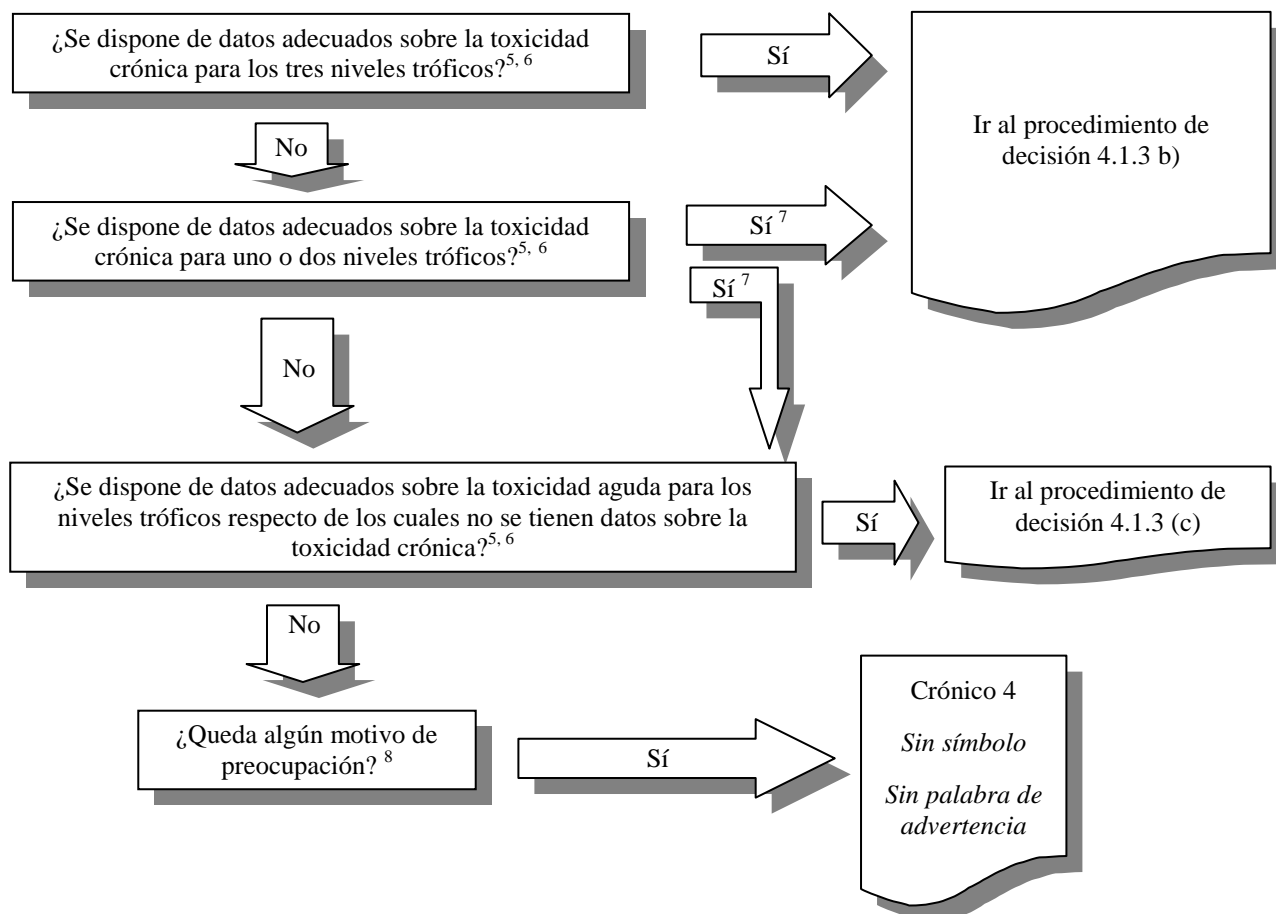 ¿Se dispone de datos adecuados sobre la toxicidad
crónica para los tres niveles tróficos?5, 6
Sí
Ir al procedimiento de
decisión 4.1.3 b)
No
¿Se dispone de datos adecuados sobre la toxicidad
crónica para uno o dos niveles tróficos?5, 6
Sí 7
Sí 7
No
¿Se dispone de datos adecuados sobre la toxicidad aguda para los
niveles tróficos respecto de los cuales no se tienen datos sobre la
toxicidad crónica?5, 6
Sí
Ir al procedimiento de
decisión 4.1.3 (c)
No
¿Queda algún motivo de
preocupación? 8
Sí
Crónico 4
Sin símbolo
Sin palabra de
advertencia